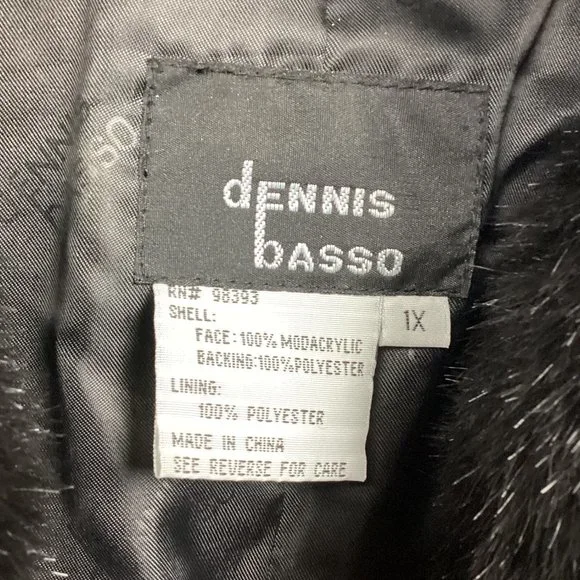 dENNIS
bASSO
RN# 98393
SHELL:
FACE: 100% MODACRYLIC
BACKING:100%POLYESTER
LINING:
100% POLYESTER
MADE IN CHINA
SEE REVERSE FOR CARE
1X